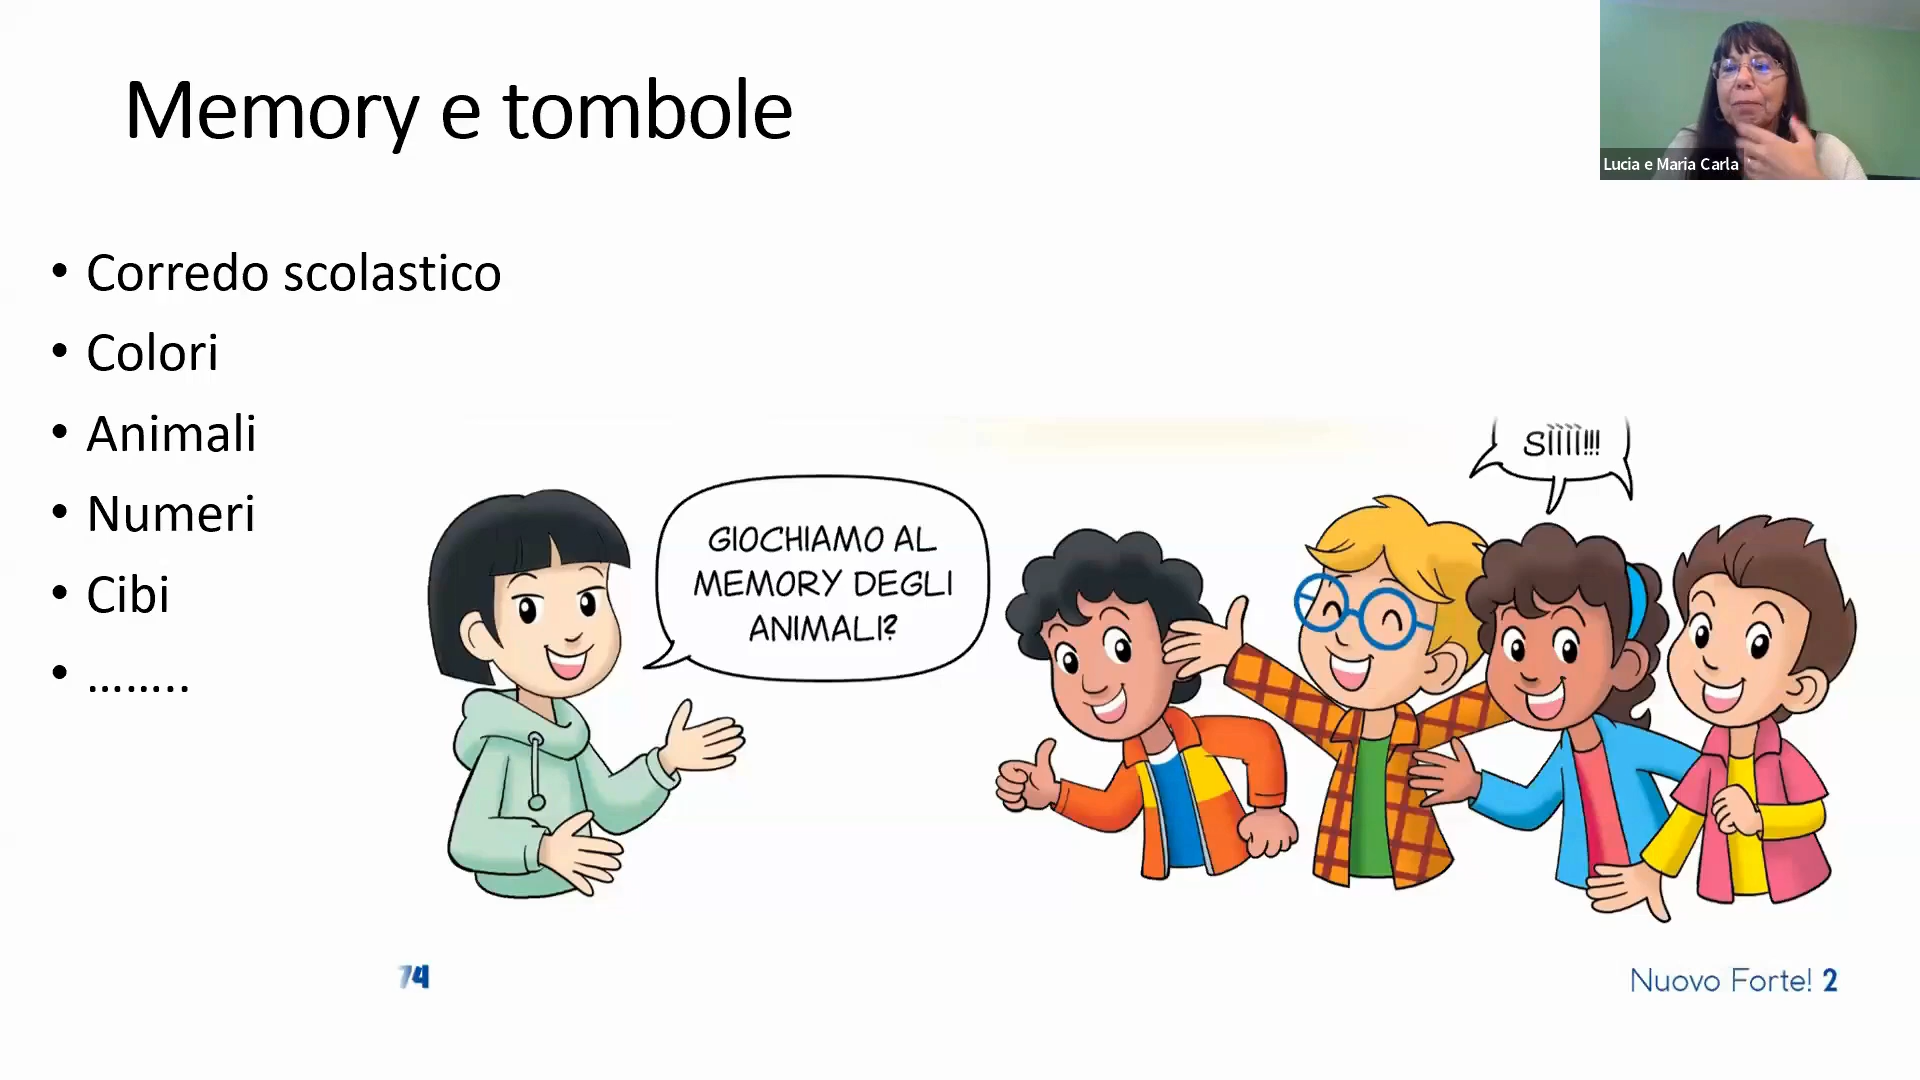 Memory e tombole
Lucia e Maria Carla
• Corredo scolastico
• Colori
• Animali
• Numeri
• Cibi
• ……..
SÌÌÌÌ!!!
GIOCHIAMO AL
MEMORY DEGLI
ANIMALI?
74
Nuovo Forte! 2